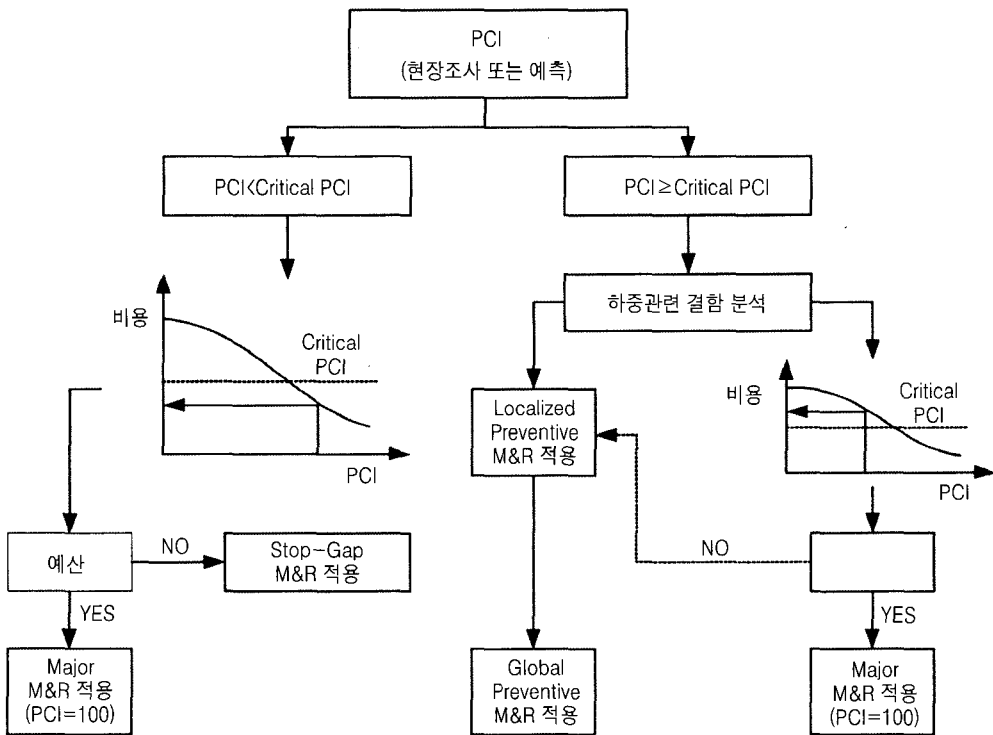 PCI
(현장조사 또는 예측)
PCI<Critical PCI
PCI≥Critical PCI
하중관련 결함 분석
비용
Critical
PCI
PCI
Localized
Preventive
M&R 적용
비용
Critical
PCI
PCI
예산
NO
Stop-Gap
M&R 적용
NO
YES
YES
Major
M&R 적용
(PCI=100)
Global
Preventive
M&R 적용
Major
M&R 적용
(PCI=100)